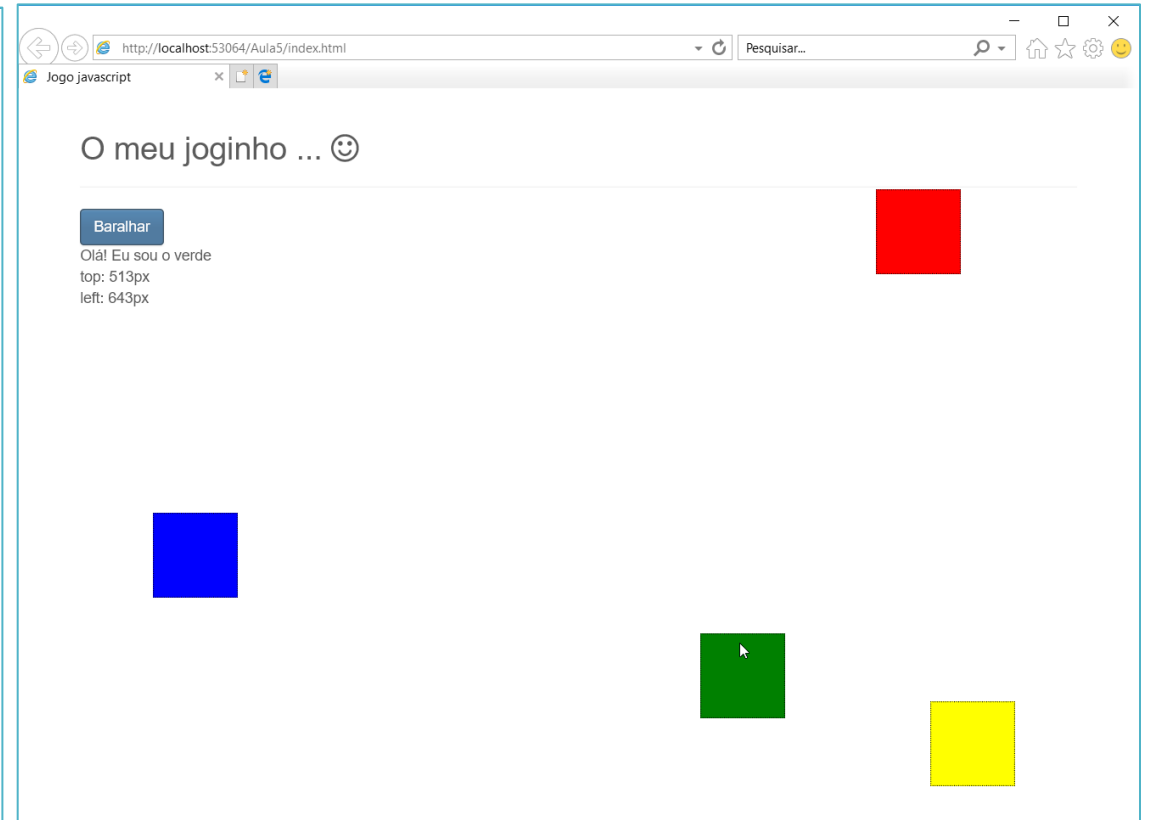 http://localhost:53064/Aula5/index.html
Pesquisar...
Jogo javascript
O meu joginho ...
Baralhar
Olá! Eu sou o verde
top: 513px
left: 643px